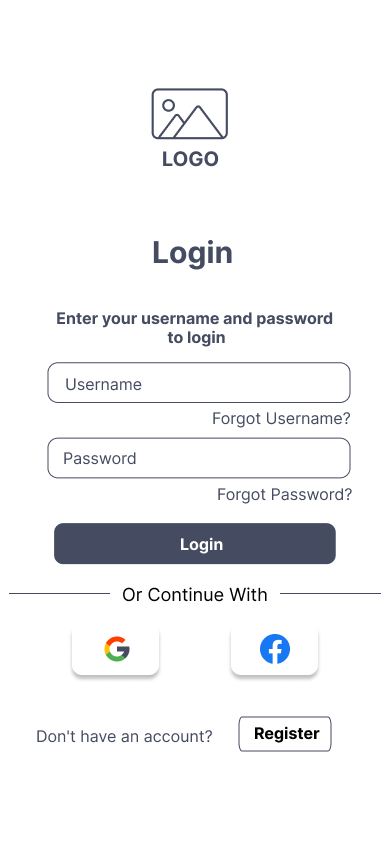 LOGO
Login
Enter your username and password
to login
Username
Forgot Username?
Password
Forgot Password?
Login
Or Continue With
Don't have an account?
Register